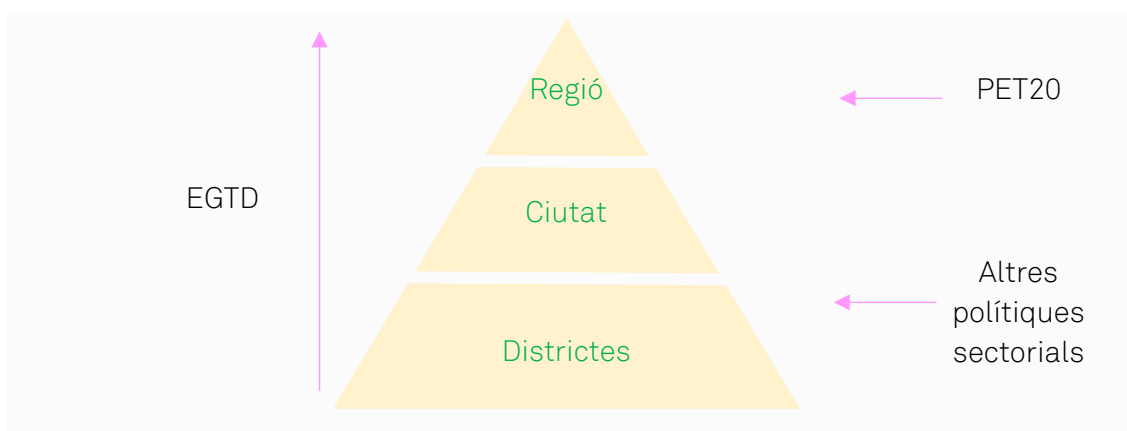 Regió
PET20
EGTD
Ciutat
Altres
polítiques
sectorials
Districtes